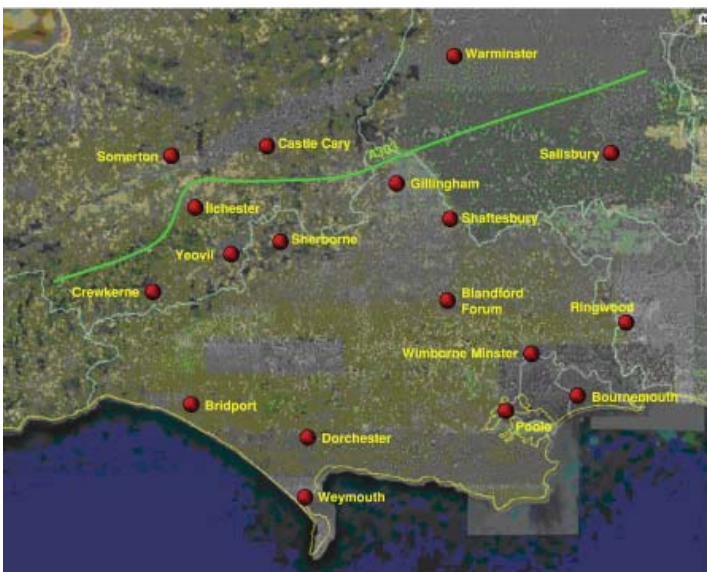 N
Warminster
A303
Castle Cary
Somerton
Salisbury
Gillingham
Ilchester
Shaftesbury
Sherborne
Yeovil
Crewkerne
Blandford
Forum
Ringwood
Wimborne Minster
Bournemouth
Bridport
Poole
Dorchester
Weymouth